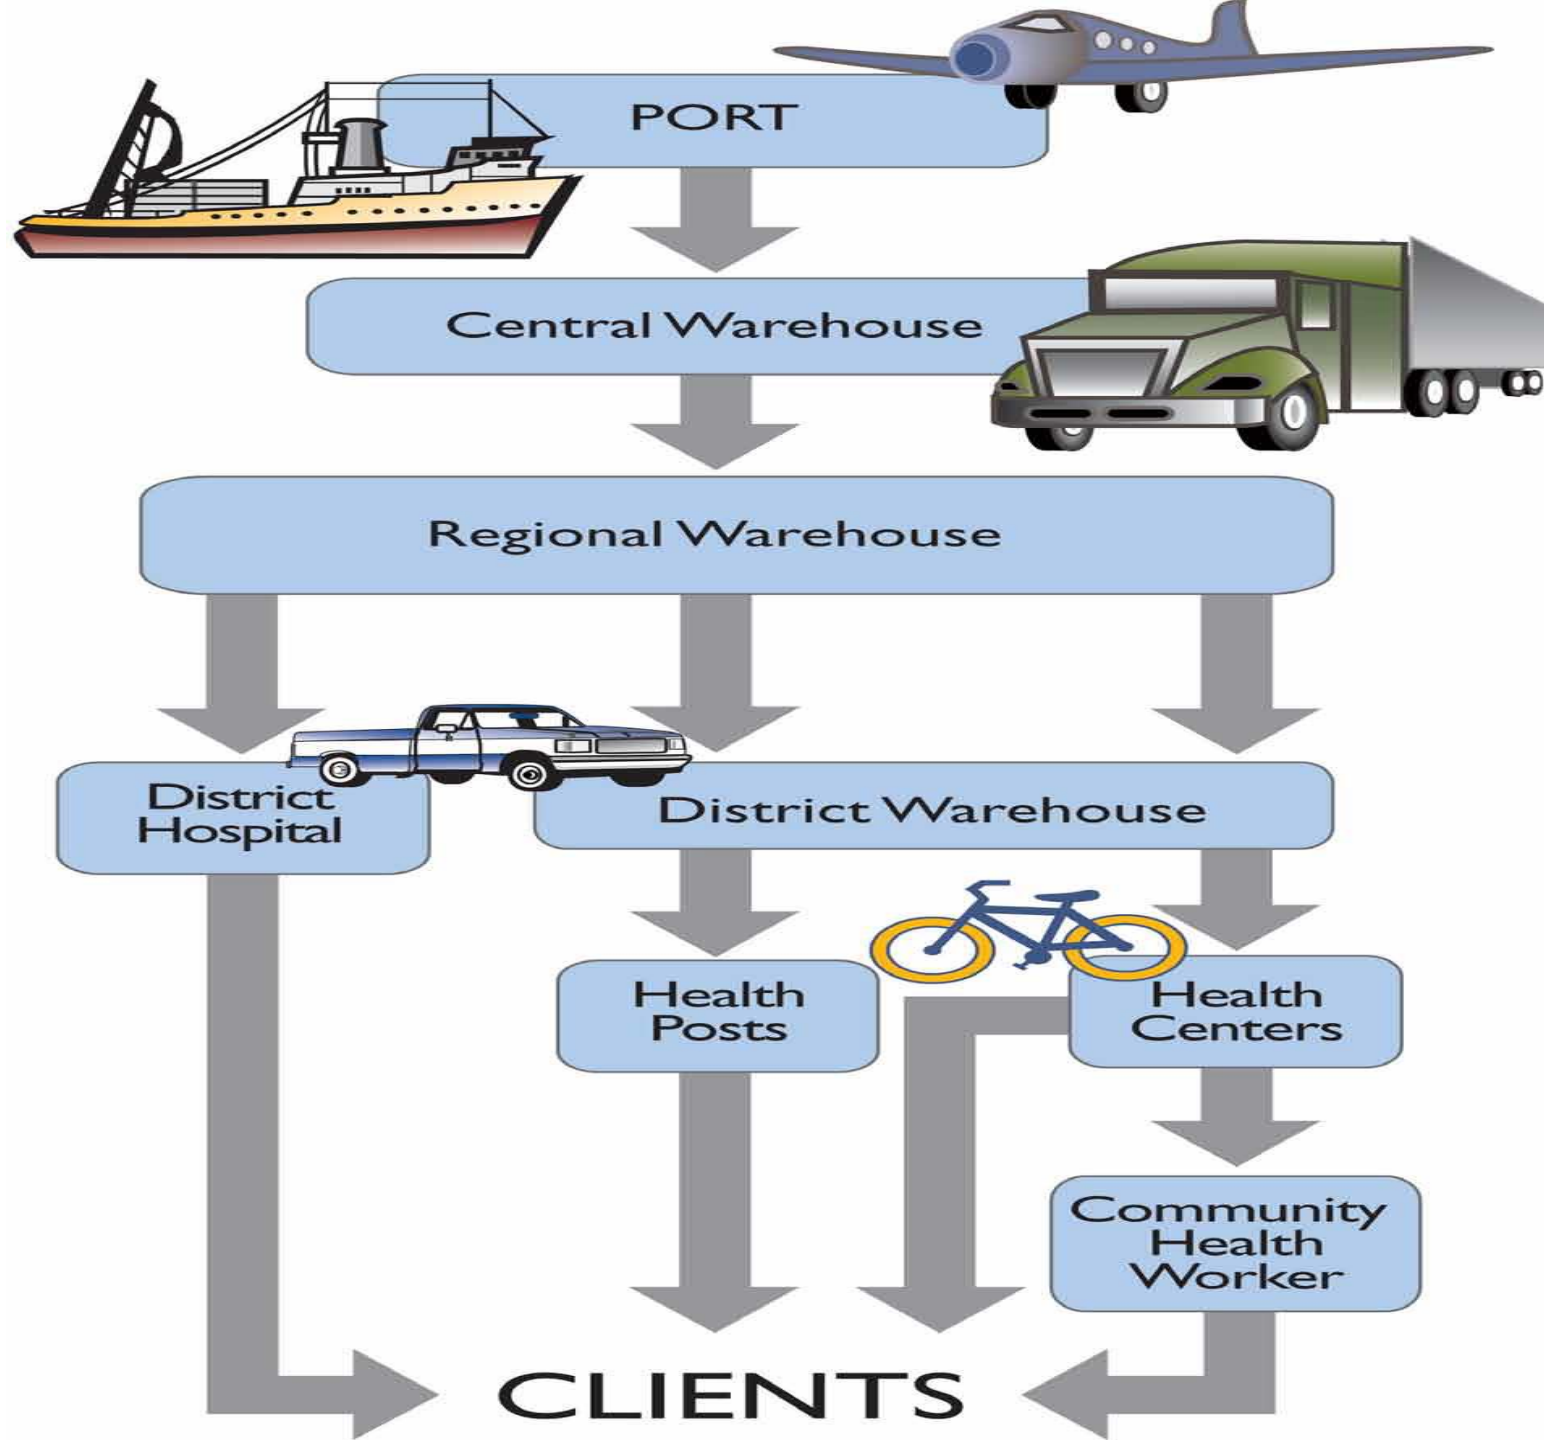 PORT
Central Warehouse
Regional Warehouse
District
Hospital
District Warehouse
Health
Posts
Health
Centers
Community
Health
Worker
CLIENTS